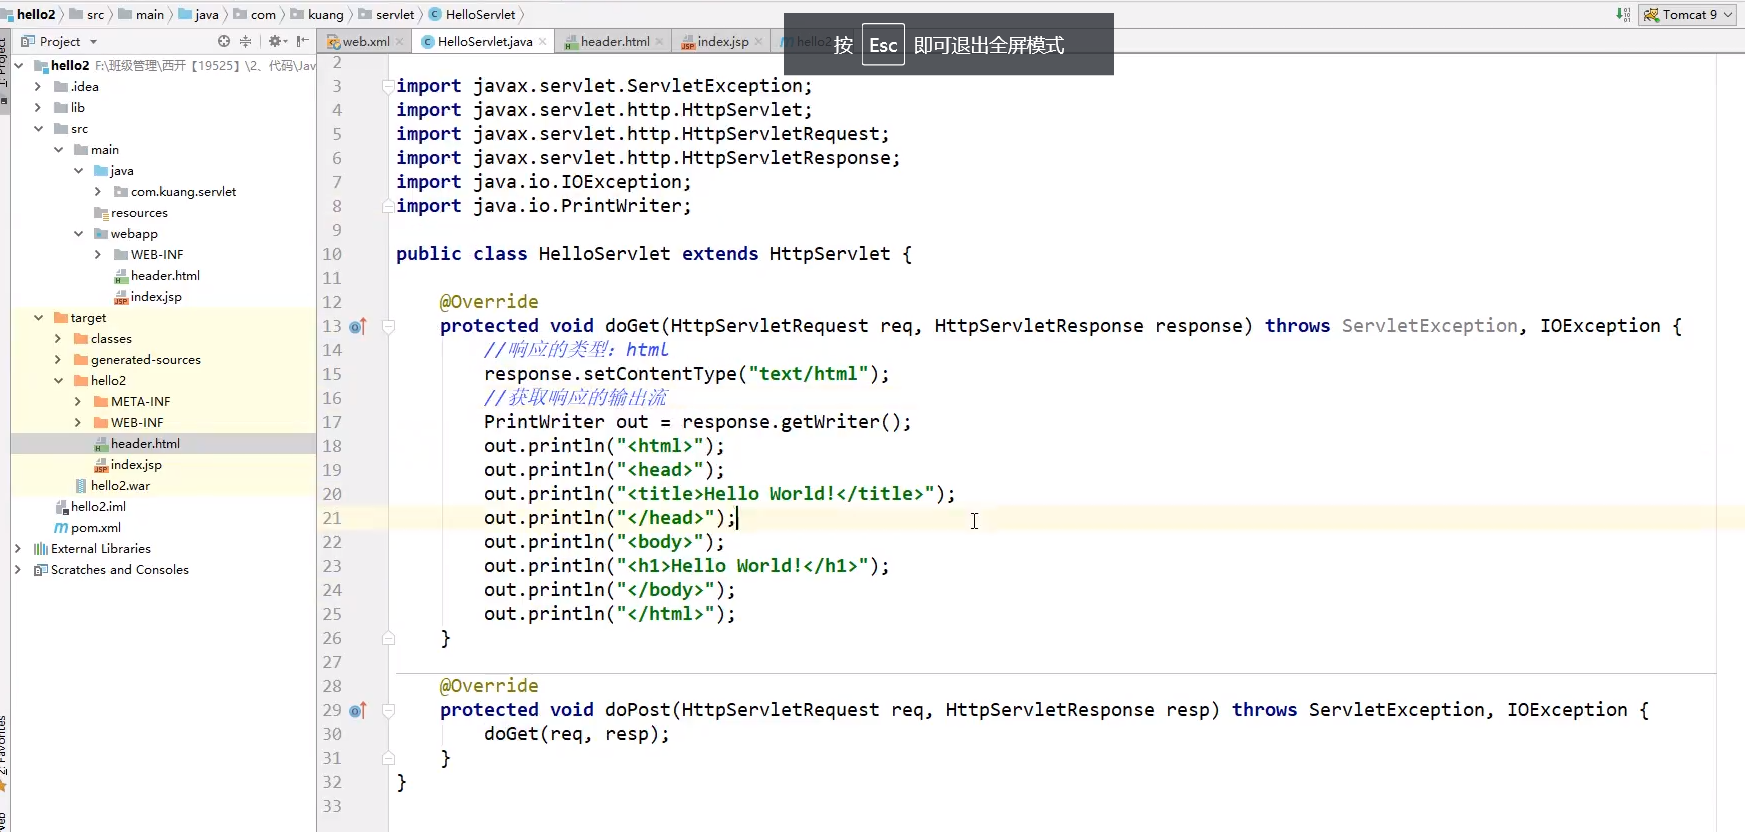 hello2 src main java com kuang servlet HelloServlet
Tomcat 9
按 Esc 即可退出全屏模式
Project
web.xml HelloServlet.java header.html index.jsp hello2
hello2 F:\班级管理\西开【19525】\2、代码\Jav
.idea
lib
src
main
java
com.kuang.servlet
resources
webapp
WEB-INF
header.html
index.jsp
target
classes
generated-sources
hello2
META-INF
WEB-INF
header.html
index.jsp
hello2.war
hello2.iml
pom.xml
External Libraries
Scratches and Consoles
2
3 import javax.servlet.ServletException;
4 import javax.servlet.http.HttpServlet;
5 import javax.servlet.http.HttpServletRequest;
6 import javax.servlet.http.HttpServletResponse;
7 import java.io.IOException;
8 import java.io.PrintWriter;
9
10 public class HelloServlet extends HttpServlet {
11
12 @Override
13 protected void doGet(HttpServletRequest req, HttpServletResponse response) throws ServletException, IOException {
14 //响应的类型：html
15 response.setContentType("text/html");
16 //获取响应的输出流
17 PrintWriter out = response.getWriter();
18 out.println("<html>");
19 out.println("<head>");
20 out.println("<title>Hello World!</title>");
21 out.println("</head>");
22 out.println("<body>");
23 out.println("<h1>Hello World!</h1>");
24 out.println("</body>");
25 out.println("</html>");
26 }
27
28 @Override
29 protected void doPost(HttpServletRequest req, HttpServletResponse resp) throws ServletException, IOException {
30 doGet(req, resp);
31 }
32 }
33